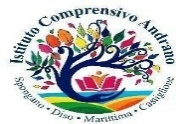 Istituto Comprensivo Andrano
Spongano • Diso • Marittima • Castiglione